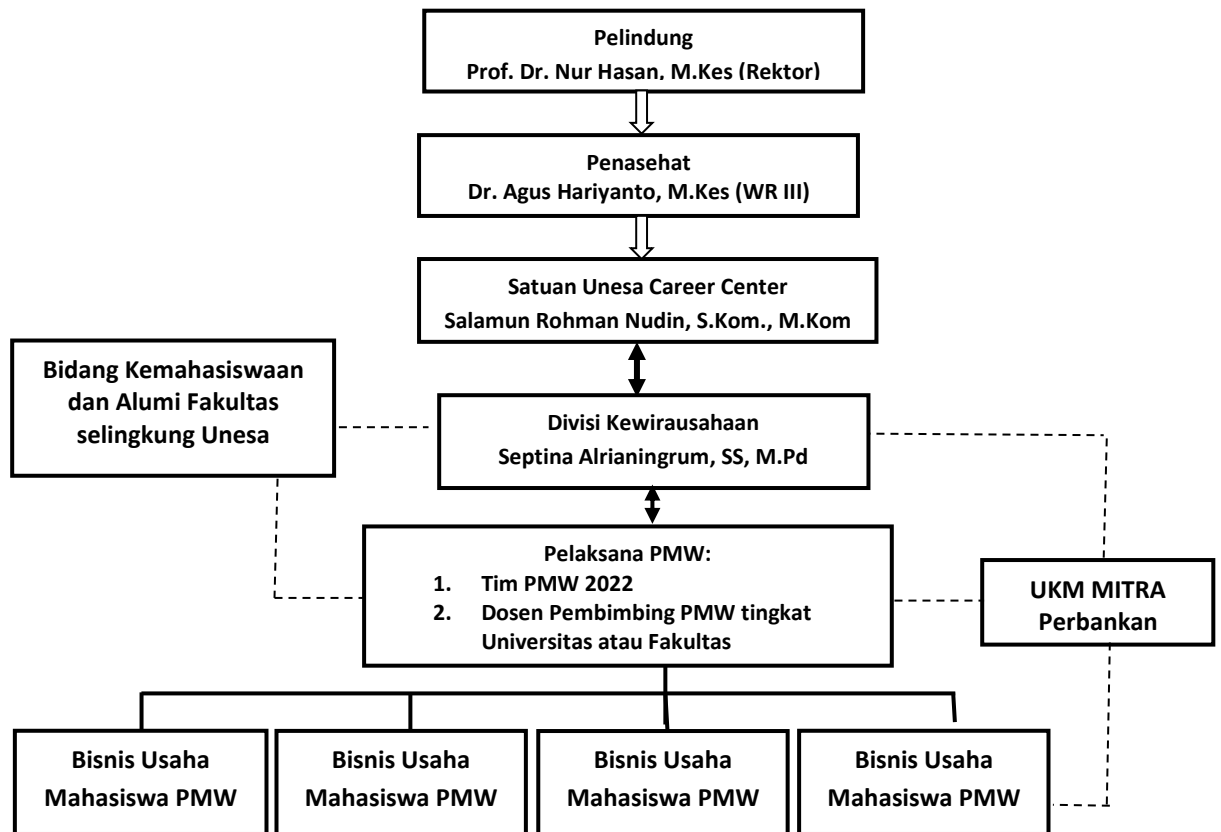 Pelindung
Prof. Dr. Nur Hasan, M.Kes (Rektor)
Penasehat
Dr. Agus Hariyanto, M.Kes (WR III)
Satuan Unesa Career Center
Salamun Rohman Nudin, S.Kom., M.Kom
Bidang Kemahasiswaan
dan Alumi Fakultas
selingkung Unesa
Divisi Kewirausahaan
Septina Alrianingrum, SS, M.Pd
Pelaksana PMW:
1. Tim PMW 2022
2. Dosen Pembimbing PMW tingkat
Universitas atau Fakultas
UKM MITRA
Perbankan
Bisnis Usaha
Mahasiswa PMW
Bisnis Usaha
Mahasiswa PMW
Bisnis Usaha
Mahasiswa PMW
Bisnis Usaha
Mahasiswa PMW